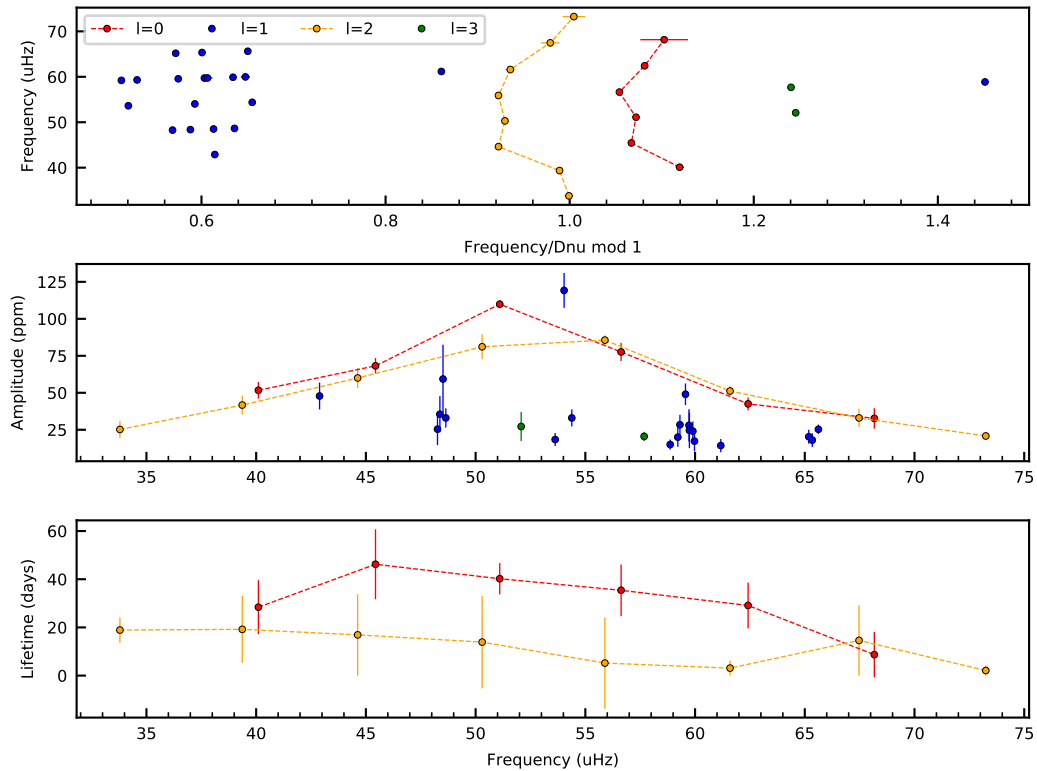 l=0 l=1 l=2 l=3
Frequency (uHz)
70
60
50
40
0.6 0.8 1.0 1.2 1.4
Frequency/Dnu mod 1
Amplitude (ppm)
125
100
75
50
25
35 40 45 50 55 60 65 70 75
Lifetime (days)
60
40
20
0
35 40 45 50 55 60 65 70 75
Frequency (uHz)